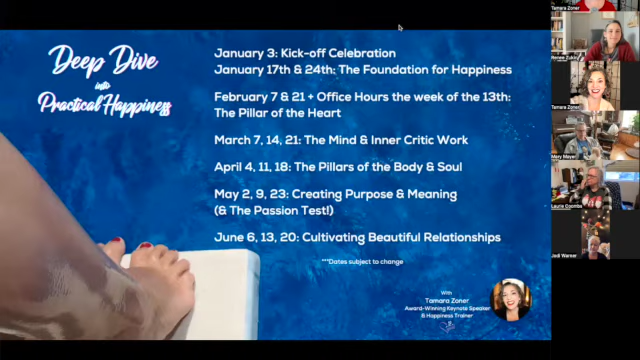 Deep Dive
into
Practical Happiness
January 3: Kick-off Celebration
January 17th & 24th: The Foundation for Happiness
February 7 & 21 + Office Hours the week of the 13th:
The Pillar of the Heart
March 7, 14, 21: The Mind & Inner Critic Work
April 4, 11, 18: The Pillars of the Body & Soul
May 2, 9, 23: Creating Purpose & Meaning
(& The Passion Test!)
June 6, 13, 20: Cultivating Beautiful Relationships
***Dates subject to change
With
Tamara Zoner
Award-Winning Keynote Speaker
& Happiness Trainer
Tamara Zoner
Renee
Tamara Zoner
Mary Mayer
Laurie Coombs
Jodi Warner